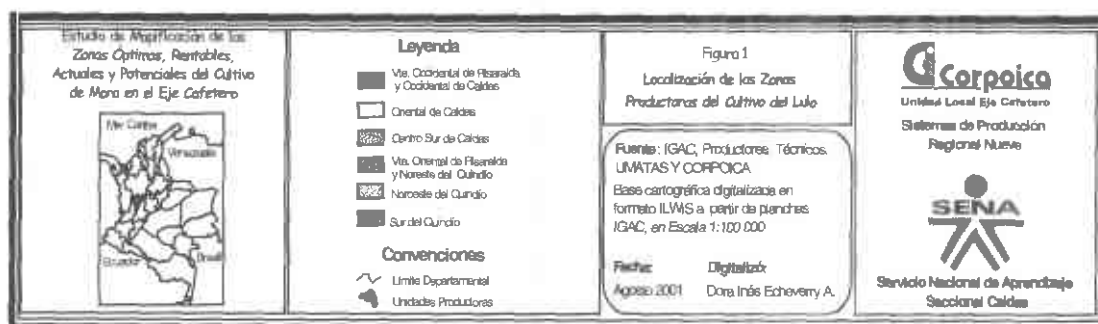 Estudio de Mapificación de las
Zonas Óptimas, Rentables,
Actuales y Potenciales del Cultivo
de Mora en el Eje Cafetero
Mar Caribe
Venezuela
Ecuador
Brasil
Leyenda
Vte. Occidental de Risaralda
y Occidental de Caldas
Oriental de Caldas
Centro Sur de Caldas
Vte. Oriental de Risaralda
y Noreste del Quindío
Noroeste del Quindío
Sur del Quindío
Convenciones
Límite Departamental
Unidades Productoras
Figura 1
Localización de las Zonas
Productoras del Cultivo del Lulo
Fuente: IGAC, Productores, Técnicos,
UMATAS Y CORPOICA
Base cartográfica digitalizada en
formato ILWIS a partir de planchas
IGAC, en Escala 1:100 000
Fecha: Digitalizó:
Agosto 2001 Dora Inés Echeverry A.
Corpoica
Unidad Local Eje Cafetero
Sistemas de Producción
Regional Nueve
SENA
Servicio Nacional de Aprendizaje
Seccional Caldas